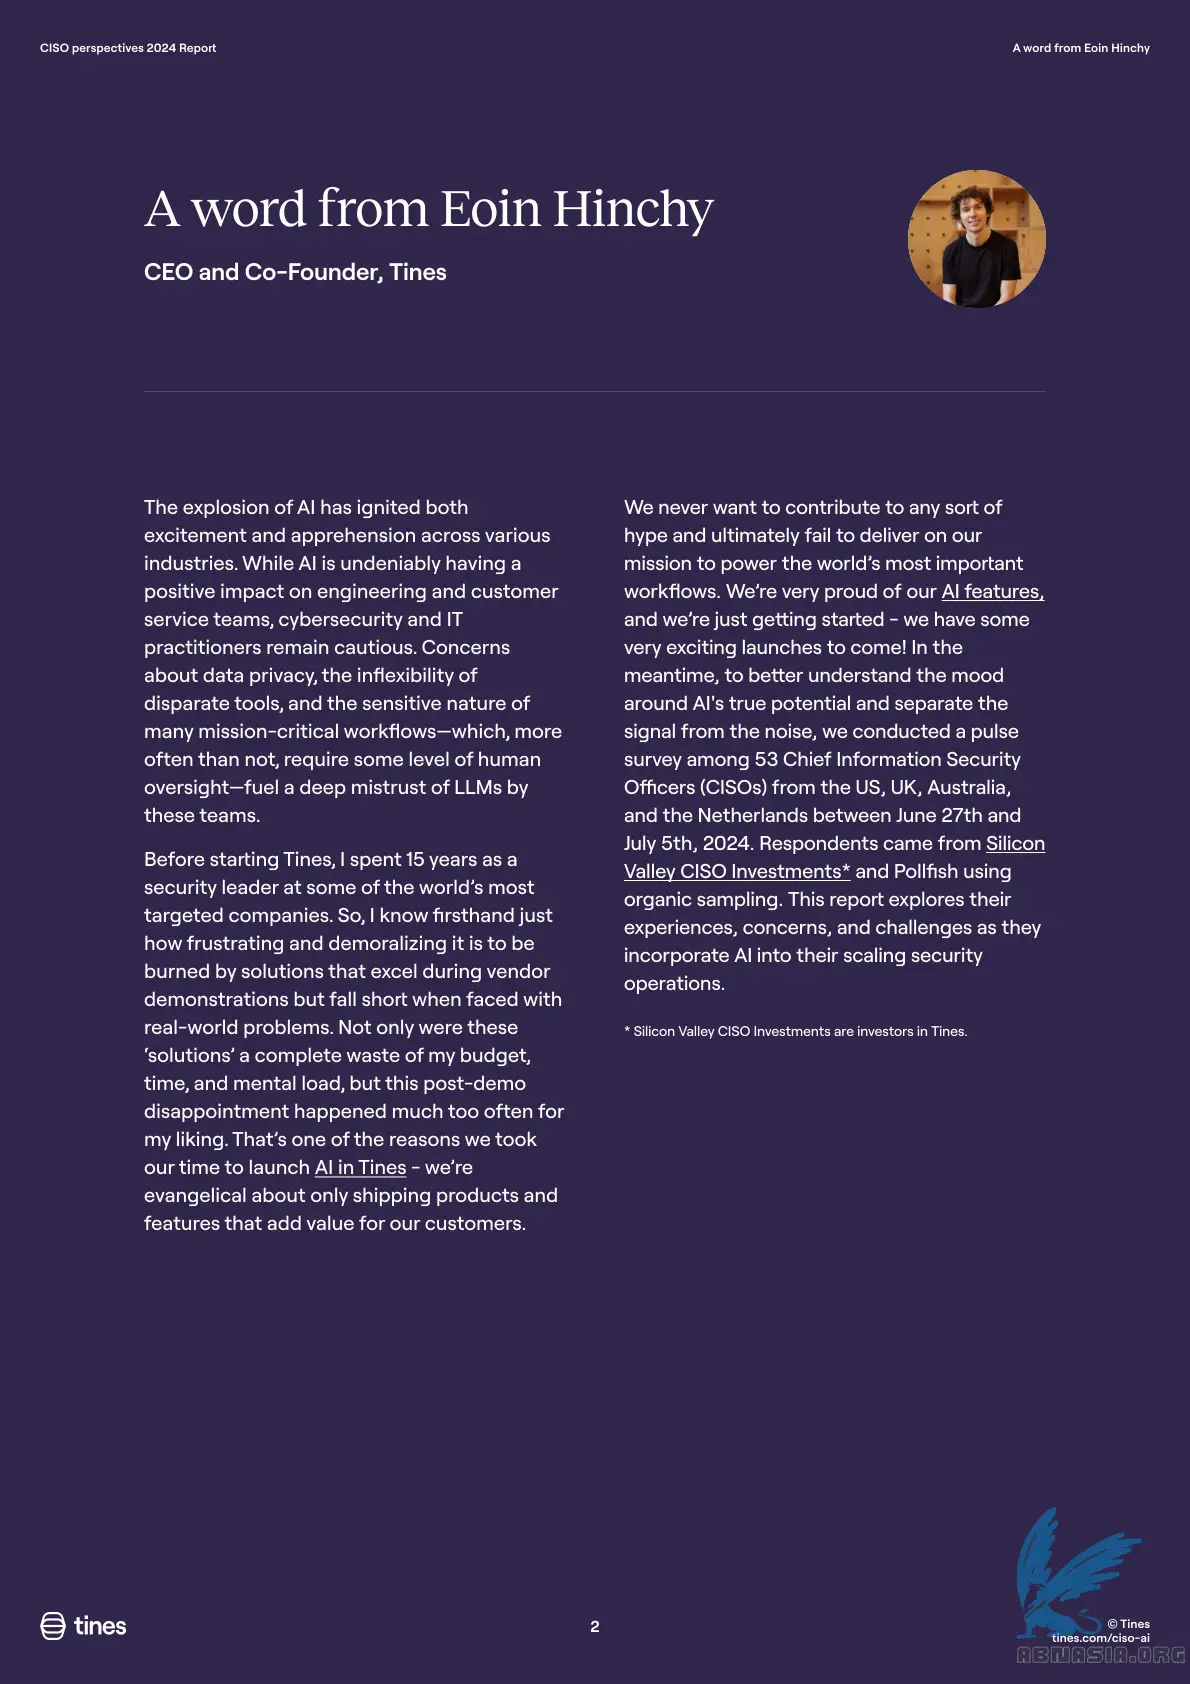 CISO perspectives 2024 Report
A word from Eoin Hinchy
A word from Eoin Hinchy
CEO and Co-Founder, Tines
The explosion of AI has ignited both
excitement and apprehension across various
industries. While AI is undeniably having a
positive impact on engineering and customer
service teams, cybersecurity and IT
practitioners remain cautious. Concerns
about data privacy, the inflexibility of
disparate tools, and the sensitive nature of
many mission-critical workflows—which, more
often than not, require some level of human
oversight—fuel a deep mistrust of LLMs by
these teams.
Before starting Tines, I spent 15 years as a
security leader at some of the world’s most
targeted companies. So, I know firsthand just
how frustrating and demoralizing it is to be
burned by solutions that excel during vendor
demonstrations but fall short when faced with
real-world problems. Not only were these
‘solutions’ a complete waste of my budget,
time, and mental load, but this post-demo
disappointment happened much too often for
my liking. That’s one of the reasons we took
our time to launch AI in Tines - we’re
evangelical about only shipping products and
features that add value for our customers.
We never want to contribute to any sort of
hype and ultimately fail to deliver on our
mission to power the world’s most important
workflows. We’re very proud of our AI features,
and we’re just getting started - we have some
very exciting launches to come! In the
meantime, to better understand the mood
around AI's true potential and separate the
signal from the noise, we conducted a pulse
survey among 53 Chief Information Security
Officers (CISOs) from the US, UK, Australia,
and the Netherlands between June 27th and
July 5th, 2024. Respondents came from Silicon
Valley CISO Investments* and Pollfish using
organic sampling. This report explores their
experiences, concerns, and challenges as they
incorporate AI into their scaling security
operations.
* Silicon Valley CISO Investments are investors in Tines.
tines
2
© Tines
tines.com/ciso-ai
ABNASIA.ORG